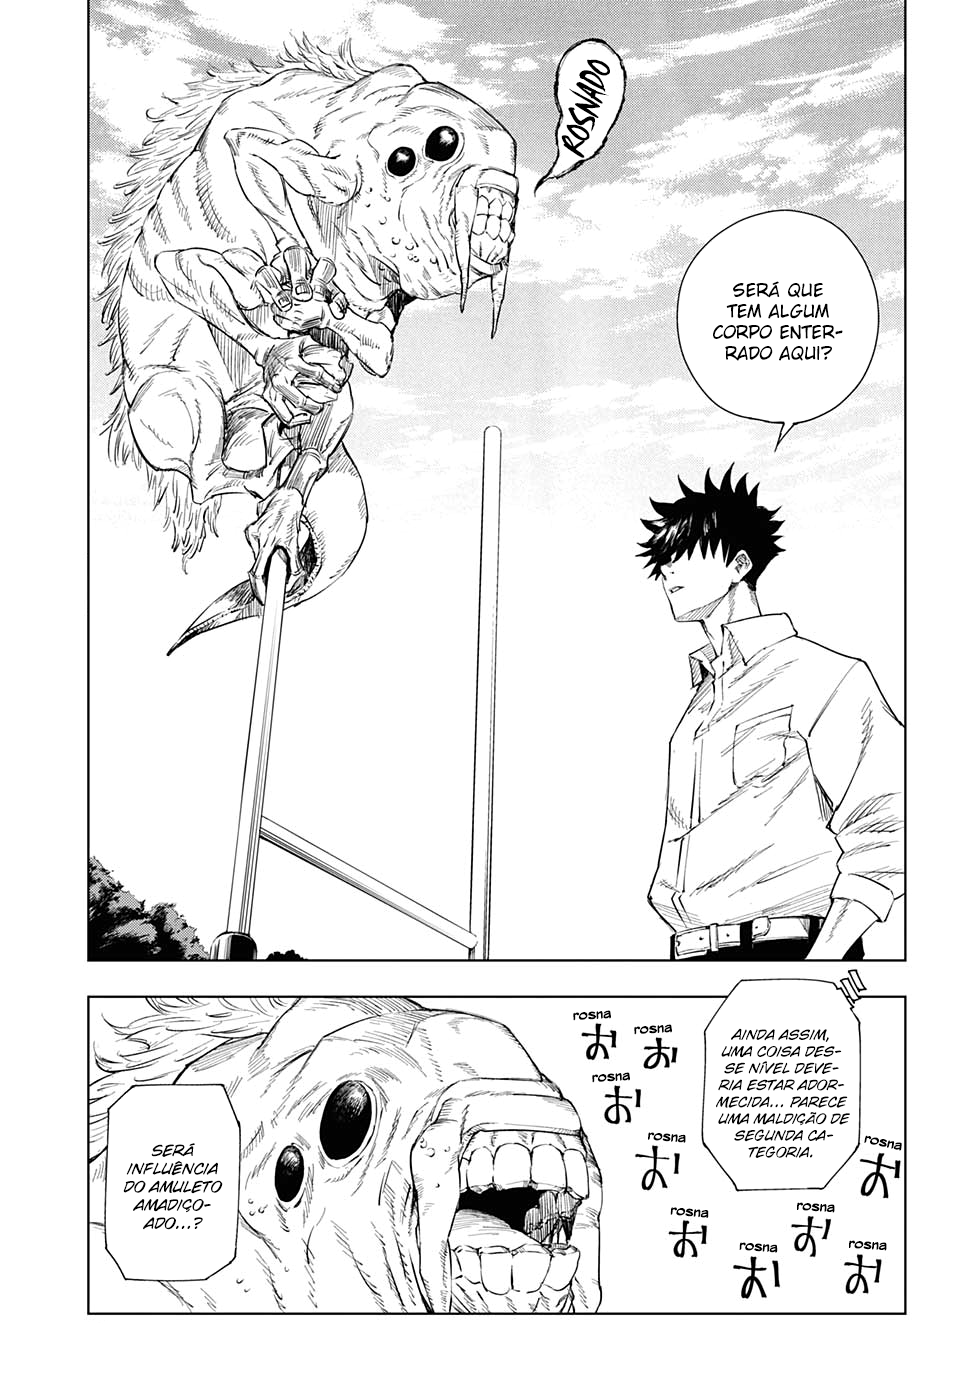 ROSNADO
SERÁ QUE
TEM ALGUM
CORPO ENTER-
RADO AQUI?
AINDA ASSIM,
UMA COISA DES-
SE NÍVEL DEVE-
RIA ESTAR ADOR-
MECIDA... PARECE
UMA MALDIÇÃO DE
SEGUNDA CA-
TEGORIA.
rosna
お
rosna
お
rosna
お
rosna
お
rosna
お
rosna
お
rosna
お
rosna
お
rosna
お
SERÁ
INFLUÊNCIA
DO AMULETO
AMADIÇO-
ADO...?